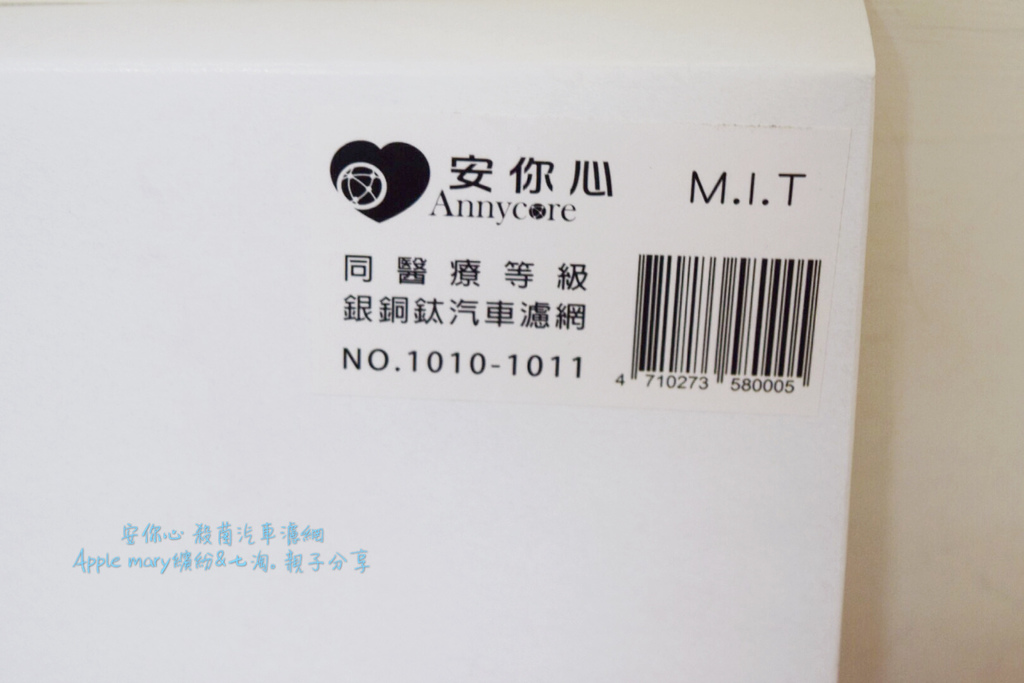 安你心
Annycore
M.I.T
同醫療等級
銀銅鈦汽車濾網
NO.1010-1011
4 710273 580005
安你心 殺菌汽車濾網
Apple mary繽紛&七淘。親子分享